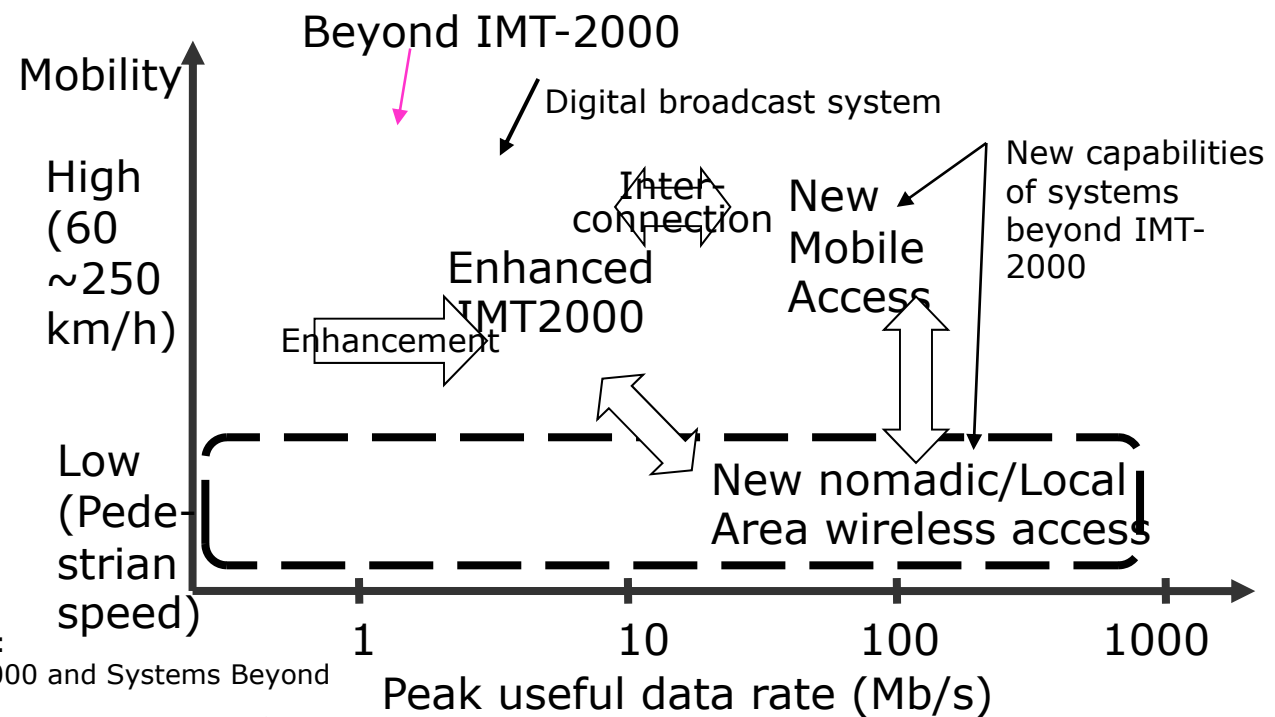 Beyond IMT-2000
Mobility
Digital broadcast system
High
(60
~250
km/h)
Inter-
connection
New
Mobile
Access
New capabilities
of systems
beyond IMT-
2000
Enhanced
IMT2000
Enhancement
Low
(Pede-
strian
speed)
New nomadic/Local
Area wireless access
1
10
100
1000
and Systems Beyond
Peak useful data rate (Mb/s)